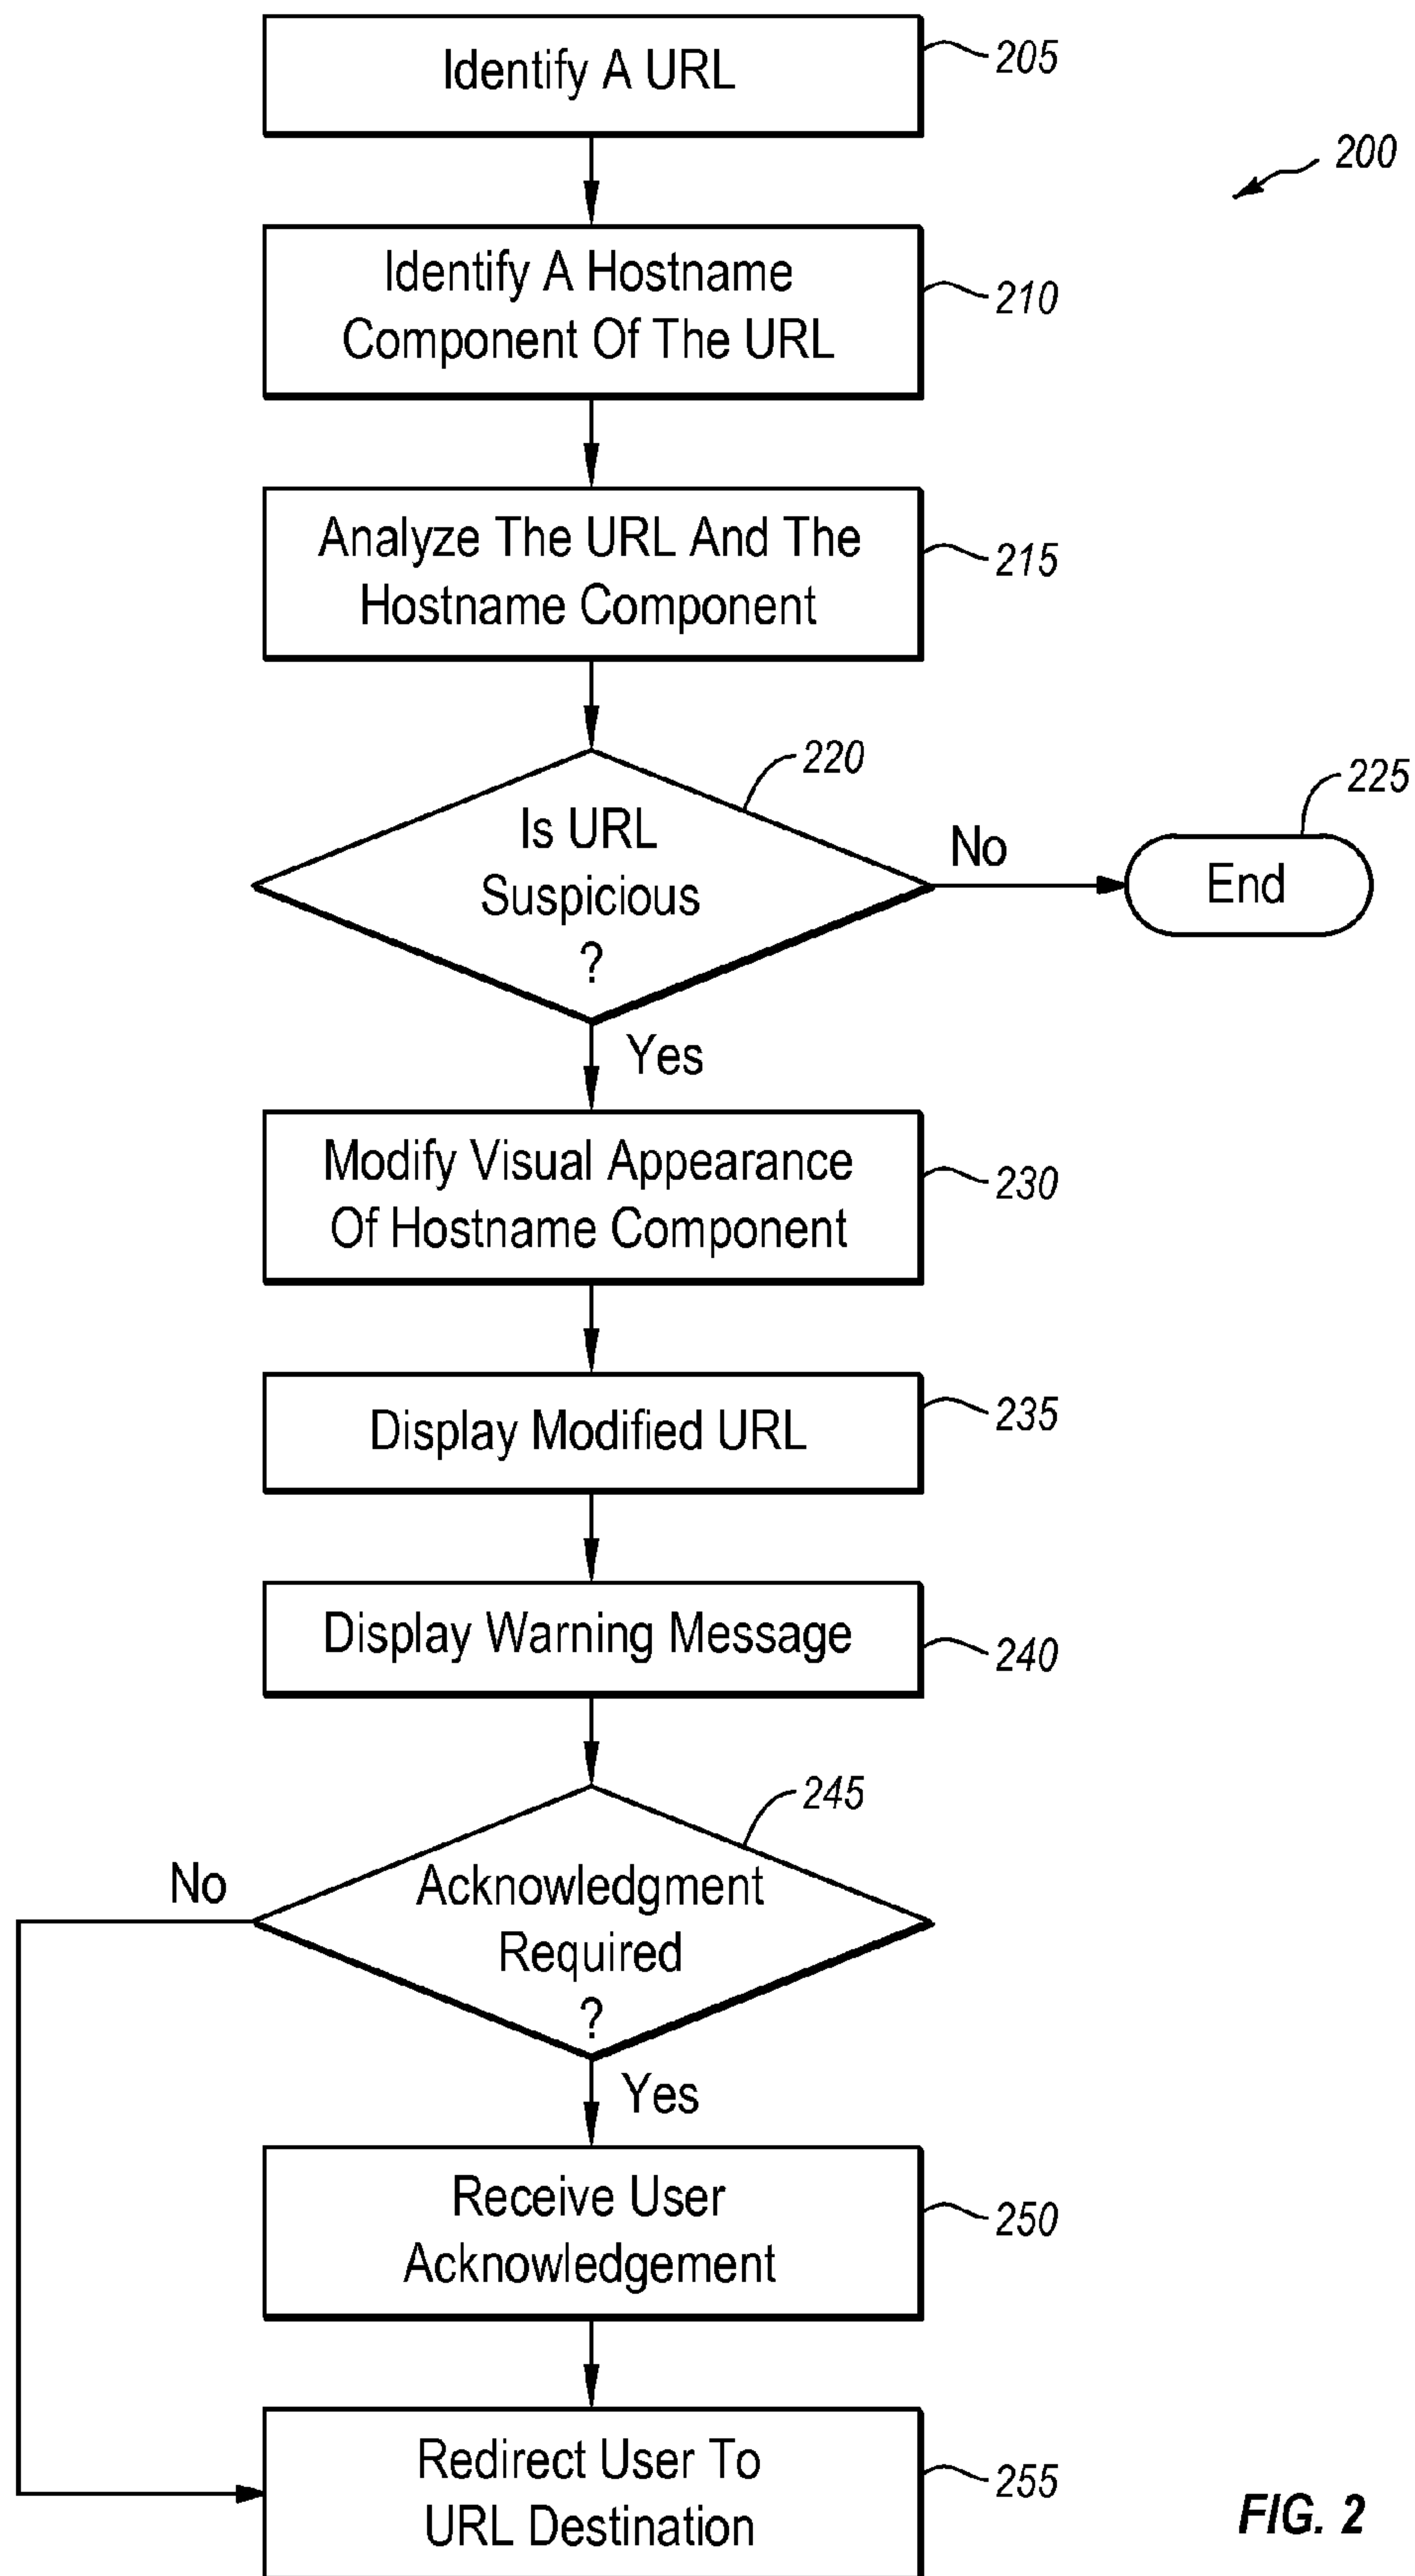 Identify A URL
205
200
Identify A Hostname
Component Of The URL
210
Analyze The URL And The
Hostname Component
215
220
Is URL
Suspicious
?
No
225
End
Yes
Modify Visual Appearance
Of Hostname Component
230
Display Modified URL
235
Display Warning Message
240
245
No
Acknowledgment
Required
?
Yes
Receive User
Acknowledgement
250
Redirect User To
URL Destination
255
FIG. 2